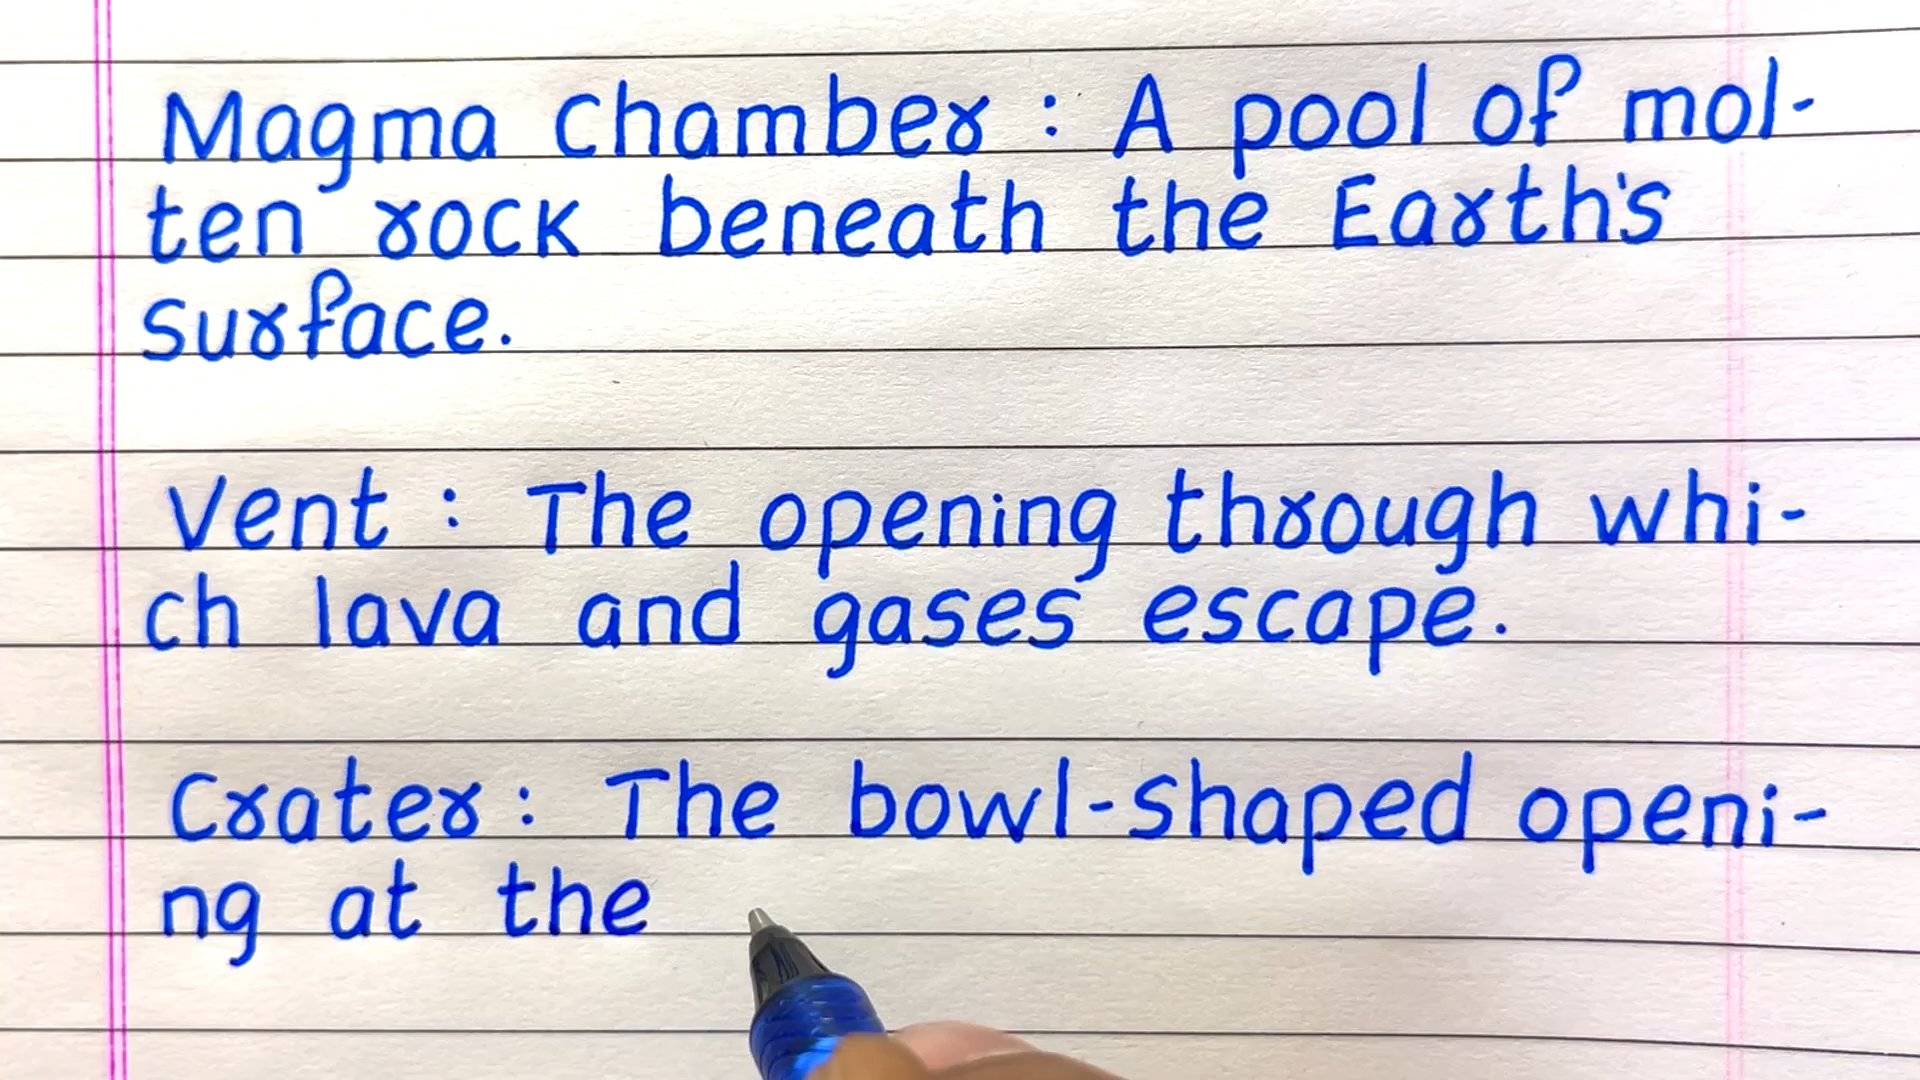 Magma chamber : A pool of mol-
ten rock beneath the Earth's
surface.
Vent : The opening through whi-
ch lava and gases escape.
Crater : The bowl-shaped openi-
ng at the